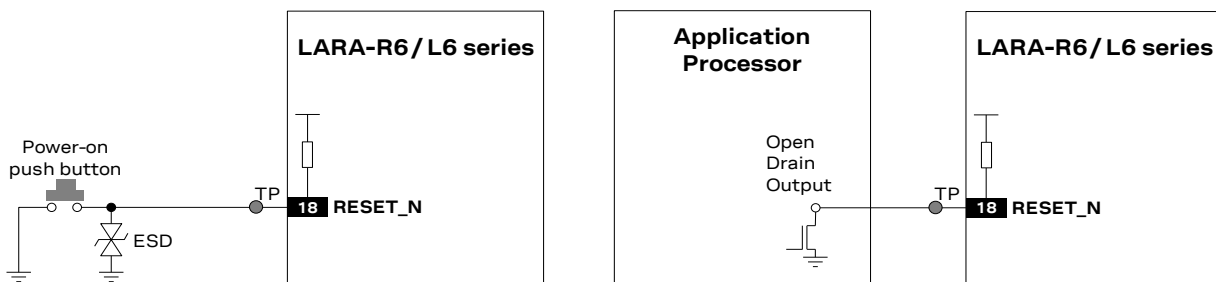 LARA-R6 / L6 series
Power-on
push button
TP
18 RESET_N
ESD
Application
Processor
Open
Drain
Output
LARA-R6 / L6 series
TP
18 RESET_N